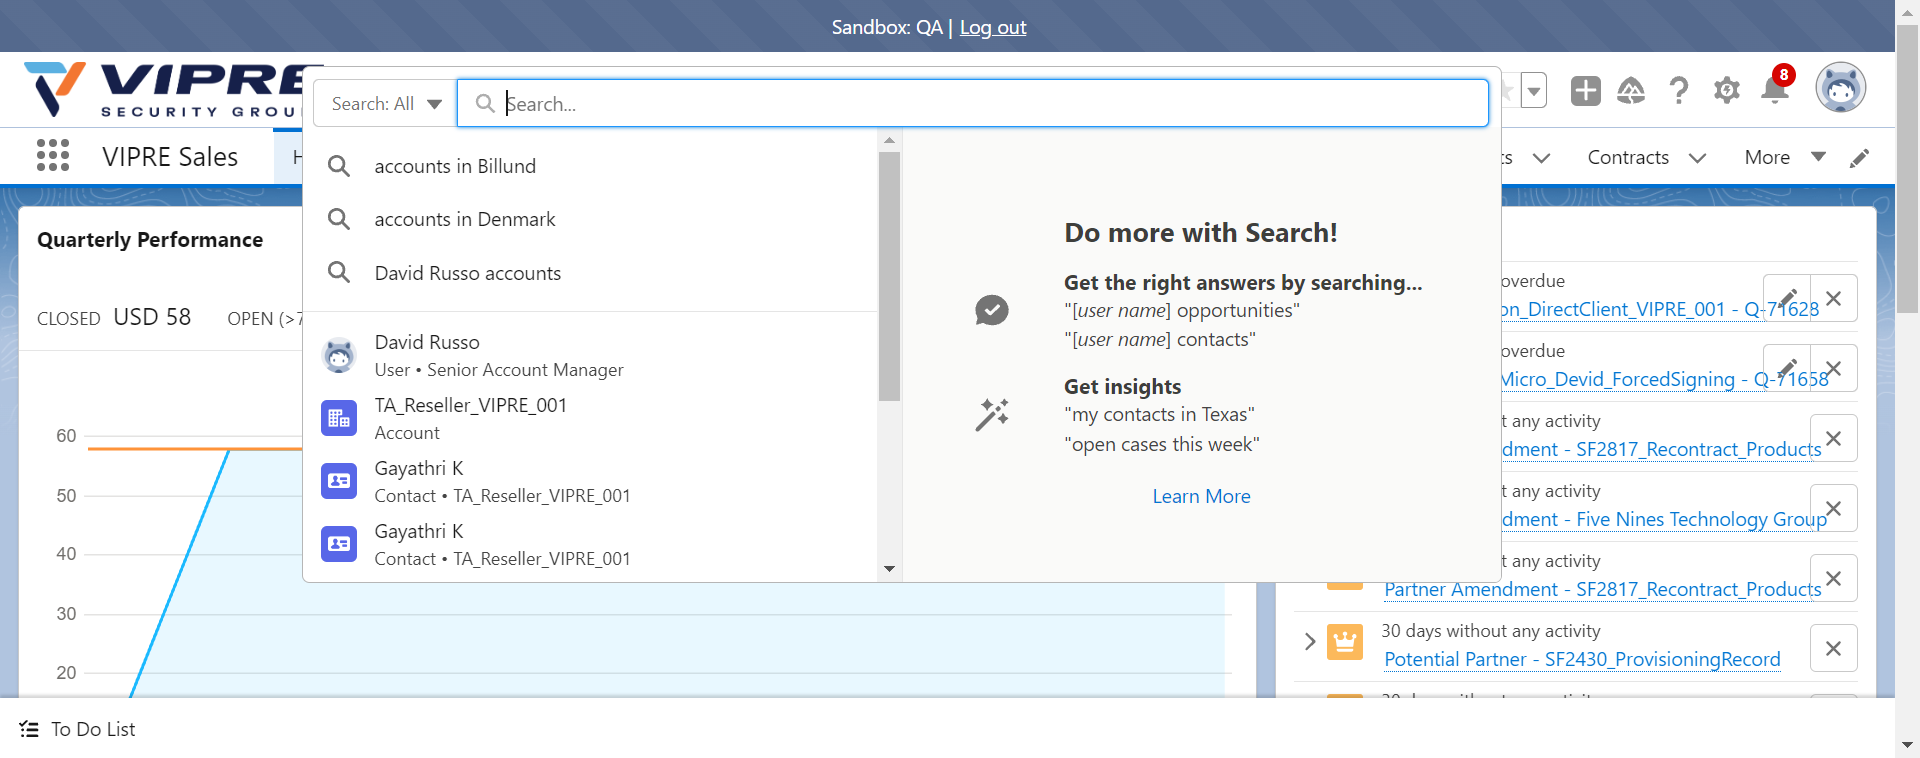 Sandbox: QA | Log out
VIPRE
SECURITY GROU
Search: All
Search...
8
VIPRE Sales
H
ts
Contracts
More
accounts in Billund
accounts in Denmark
David Russo accounts
David Russo
User • Senior Account Manager
TA_Reseller_VIPRE_001
Account
Gayathri K
Contact • TA_Reseller_VIPRE_001
Gayathri K
Contact • TA_Reseller_VIPRE_001
Do more with Search!
Get the right answers by searching...
"[user name] opportunities"
"[user name] contacts"
Get insights
"my contacts in Texas"
"open cases this week"
Learn More
Quarterly Performance
CLOSED USD 58 OPEN (>7
60
50
40
30
20
overdue
on_DirectClient_VIPRE_001 - Q-71628
overdue
Micro_Devid_ForcedSigning - Q-71658
t any activity
dment - SF2817_Recontract_Products
t any activity
dment - Five Nines Technology Group
t any activity
Partner Amendment - SF2817_Recontract_Products
30 days without any activity
Potential Partner - SF2430_ProvisioningRecord
To Do List